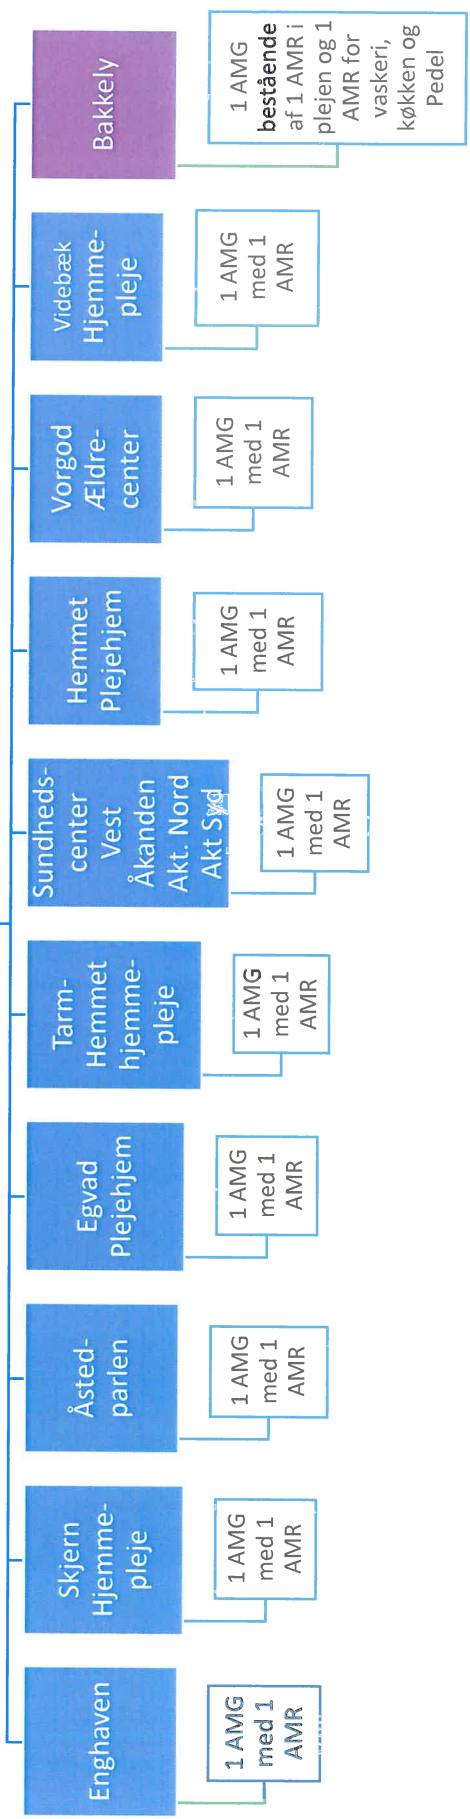 Enghaven
1 AMG
med 1
AMR
Skjern
Hjemme-
pleje
1 AMG
med 1
AMR
Åsted-
parlen
1 AMG
med 1
AMR
Egvad
Plejehjem
1 AMG
med 1
AMR
Tarm-
Hemmet
hjemme-
pleje
1 AMG
med 1
AMR
Sundheds-
center
Vest
Åkanden
Akt. Nord
Akt Syd
1 AMG
med 1
AMR
Hemmet
Plejehjem
1 AMG
med 1
AMR
Vorgod
Ældre-
center
1 AMG
med 1
AMR
Videbæk
Hjemme-
pleje
1 AMG
med 1
AMR
Bakkely
1 AMG
bestående
af 1 AMR i
plejen og 1
AMR for
vaskeri,
køkken og
Pedel